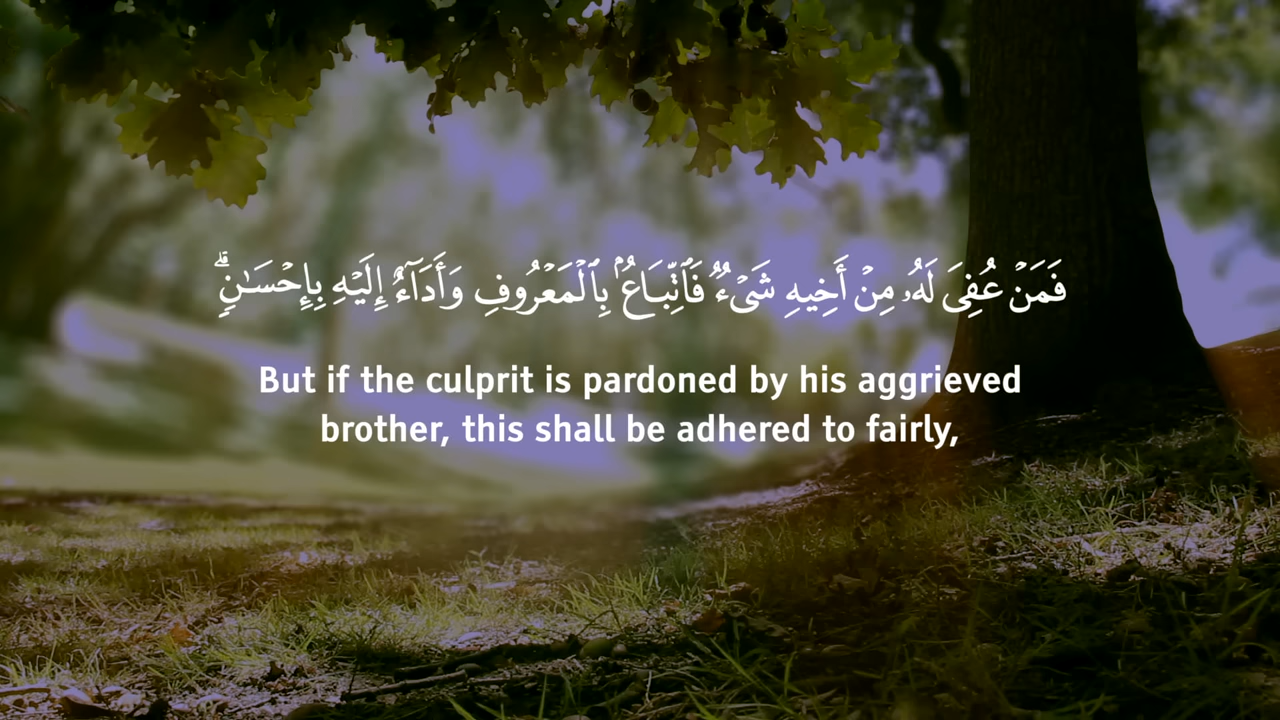 فَمَنْ عُفِىَ لَهُۥ مِنْ أَخِيهِ شَىْءٌ فَٱتِّبَاعٌۢ بِٱلْمَعْرُوفِ وَأَدَآءٌ إِلَيْهِ بِإِحْسَـٰنٍ ۗ
But if the culprit is pardoned by his aggrieved
brother, this shall be adhered to fairly,